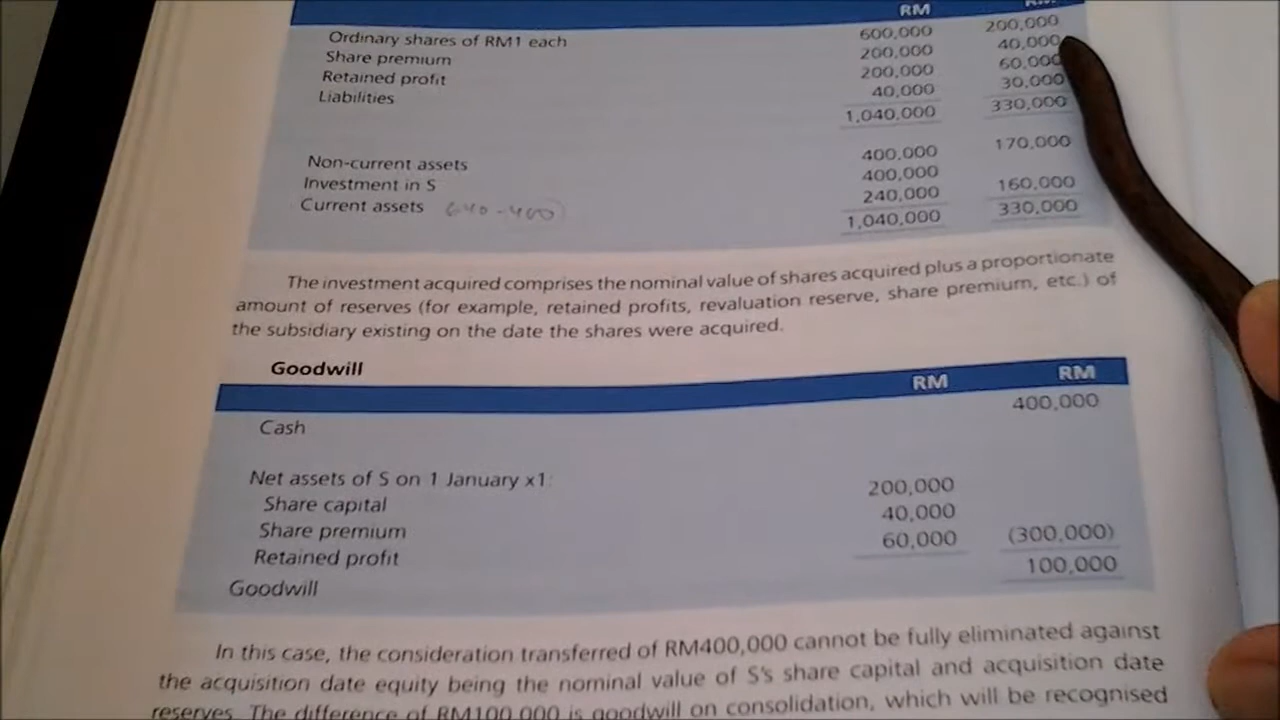 RM
Ordinary shares of RM1 each 600,000 200,000
Share premium 200,000 40,000
Retained profit 200,000 60,000
Liabilities 40,000 30,000
1,040,000 330,000
Non-current assets 400,000 170,000
Investment in S 400,000
Current assets 640-400 240,000 160,000
1,040,000 330,000
The investment acquired comprises the nominal value of shares acquired plus a proportionate
amount of reserves (for example, retained profits, revaluation reserve, share premium, etc.) of
the subsidiary existing on the date the shares were acquired.
Goodwill
RM RM
Cash 400,000
Net assets of S on 1 January x1:
Share capital 200,000
Share premium 40,000
Retained profit 60,000 (300,000)
Goodwill 100,000
In this case, the consideration transferred of RM400,000 cannot be fully eliminated against
the acquisition date equity being the nominal value of S's share capital and acquisition date
reserves. The difference of RM100,000 is goodwill on consolidation, which will be recognised